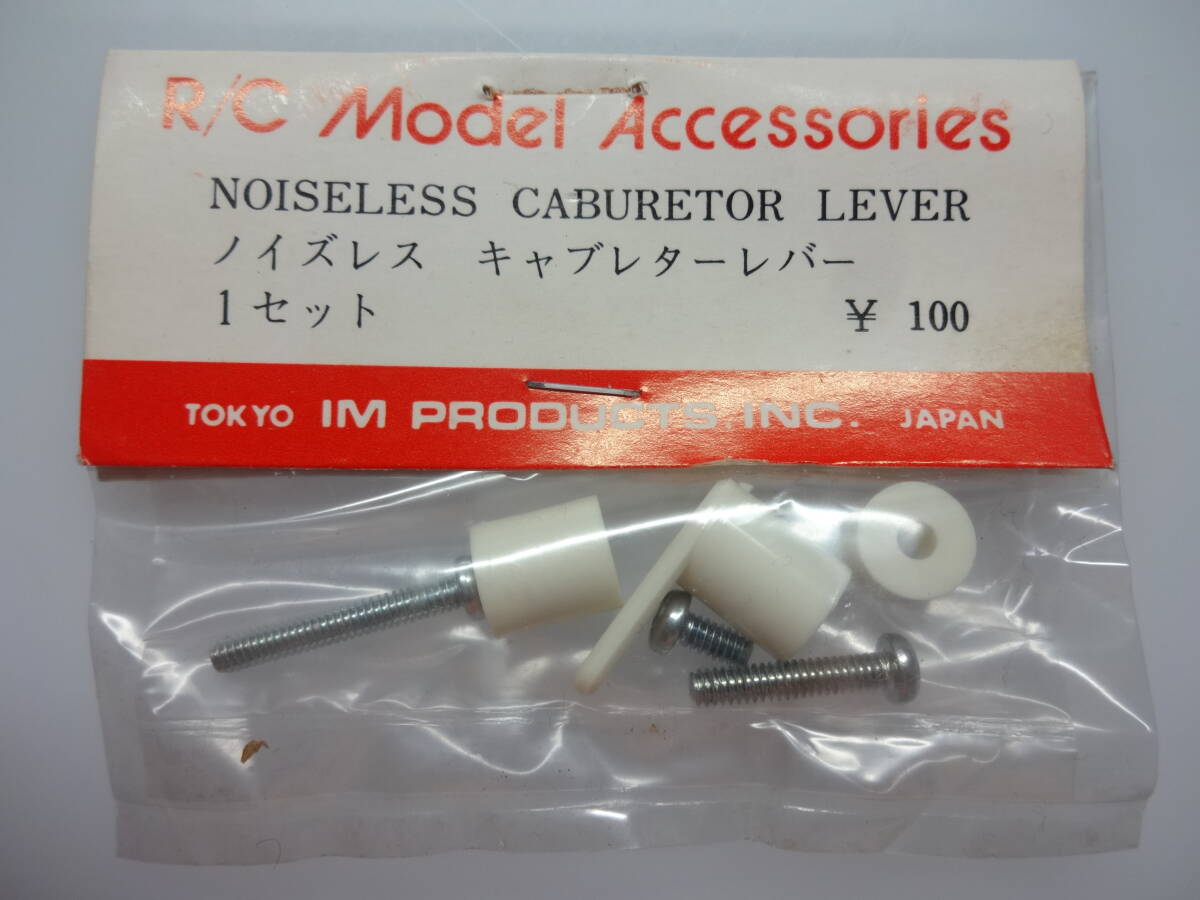 R/C Model Accessories
NOISELESS CABURETOR LEVER
ノイズレス キャブレターレバー
1セット ¥ 100
TOKYO IM PRODUCTS, INC. JAPAN